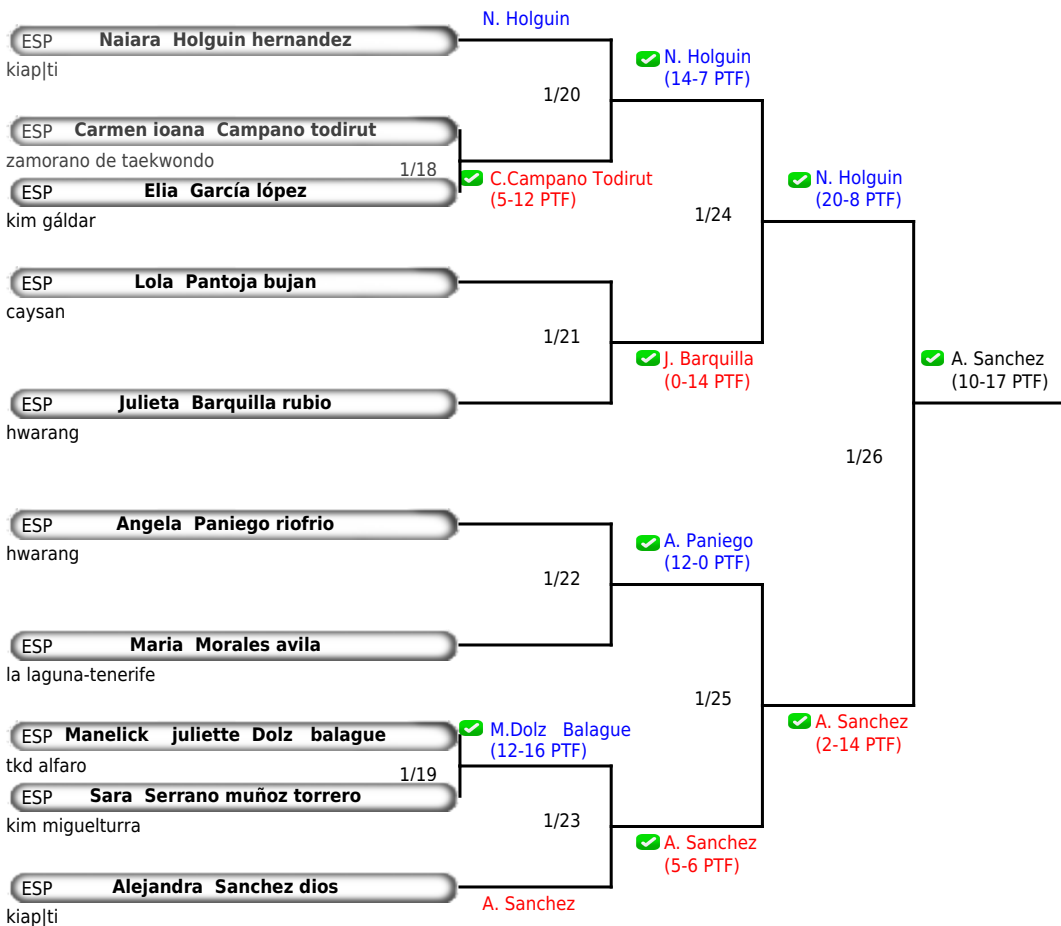 N. Holguin
ESP Naiara Holguin hernandez
kiap|ti
N. Holguin
(14-7 PTF)
1/20
ESP Carmen ioana Campano todirut
zamorano de taekwondo
1/18
C.Campano Todirut
(5-12 PTF)
ESP Elia García lópez
kim gáldar
N. Holguin
(20-8 PTF)
1/24
ESP Lola Pantoja bujan
caysan
1/21
J. Barquilla
(0-14 PTF)
ESP Julieta Barquilla rubio
hwarang
A. Sanchez
(10-17 PTF)
1/26
ESP Angela Paniego riofrio
hwarang
A. Paniego
(12-0 PTF)
1/22
ESP Maria Morales avila
la laguna-tenerife
1/25
ESP Manelick juliette Dolz balague
tkd alfaro
1/19
M.Dolz Balague
(12-16 PTF)
A. Sanchez
(2-14 PTF)
ESP Sara Serrano muñoz torrero
kim miguelturra
1/23
A. Sanchez
(5-6 PTF)
ESP Alejandra Sanchez dios
kiap|ti
A. Sanchez